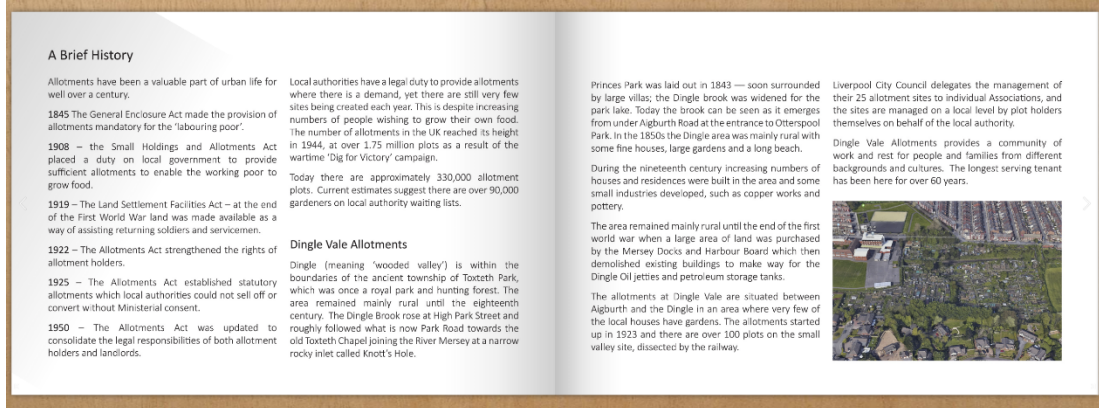 A Brief History
Allotments have been a valuable part of urban life for
well over a century.
1845 The General Enclosure Act made the provision of
allotments mandatory for the ‘labouring poor’.
1908 – the Small Holdings and Allotments Act
placed a duty on local government to provide
sufficient allotments to enable the working poor to
grow food.
1919 – The Land Settlement Facilities Act – at the end
of the First World War land was made available as a
way of assisting returning soldiers and servicemen.
1922 – The Allotments Act strengthened the rights of
allotment holders.
1925 – The Allotments Act established statutory
allotments which local authorities could not sell off or
convert without Ministerial consent.
1950 – The Allotments Act was updated to
consolidate the legal responsibilities of both allotment
holders and landlords.
Local authorities have a legal duty to provide allotments
where there is a demand, yet there are still very few
sites being created each year. This is despite increasing
numbers of people wishing to grow their own food.
The number of allotments in the UK reached its height
in 1944, at over 1.75 million plots as a result of the
wartime ‘Dig for Victory’ campaign.
Today there are approximately 330,000 allotment
plots. Current estimates suggest there are over 90,000
gardeners on local authority waiting lists.
Dingle Vale Allotments
Dingle (meaning ‘wooded valley’) is within the
boundaries of the ancient township of Toxteth Park,
which was once a royal park and hunting forest. The
area remained mainly rural until the eighteenth
century. The Dingle Brook rose at High Park Street and
roughly followed what is now Park Road towards the
old Toxteth Chapel joining the River Mersey at a narrow
rocky inlet called Knott’s Hole.
Princes Park was laid out in 1843 — soon surrounded
by large villas; the Dingle brook was widened for the
park lake. Today the brook can be seen as it emerges
from under Aigburth Road at the entrance to Otterspool
Park. In the 1850s the Dingle area was mainly rural with
some fine houses, large gardens and a long beach.
During the nineteenth century increasing numbers of
houses and residences were built in the area and some
small industries developed, such as copper works and
pottery.
The area remained mainly rural until the end of the first
world war when a large area of land was purchased
by the Mersey Docks and Harbour Board which then
demolished existing buildings to make way for the
Dingle Oil jetties and petroleum storage tanks.
The allotments at Dingle Vale are situated between
Aigburth and the Dingle in an area where very few of
the local houses have gardens. The allotments started
up in 1923 and there are over 100 plots on the small
valley site, dissected by the railway.
Liverpool City Council delegates the management of
their 25 allotment sites to individual Associations, and
the sites are managed on a local level by plot holders
themselves on behalf of the local authority.
Dingle Vale Allotments provides a community of
work and rest for people and families from different
backgrounds and cultures. The longest serving tenant
has been here for over 60 years.